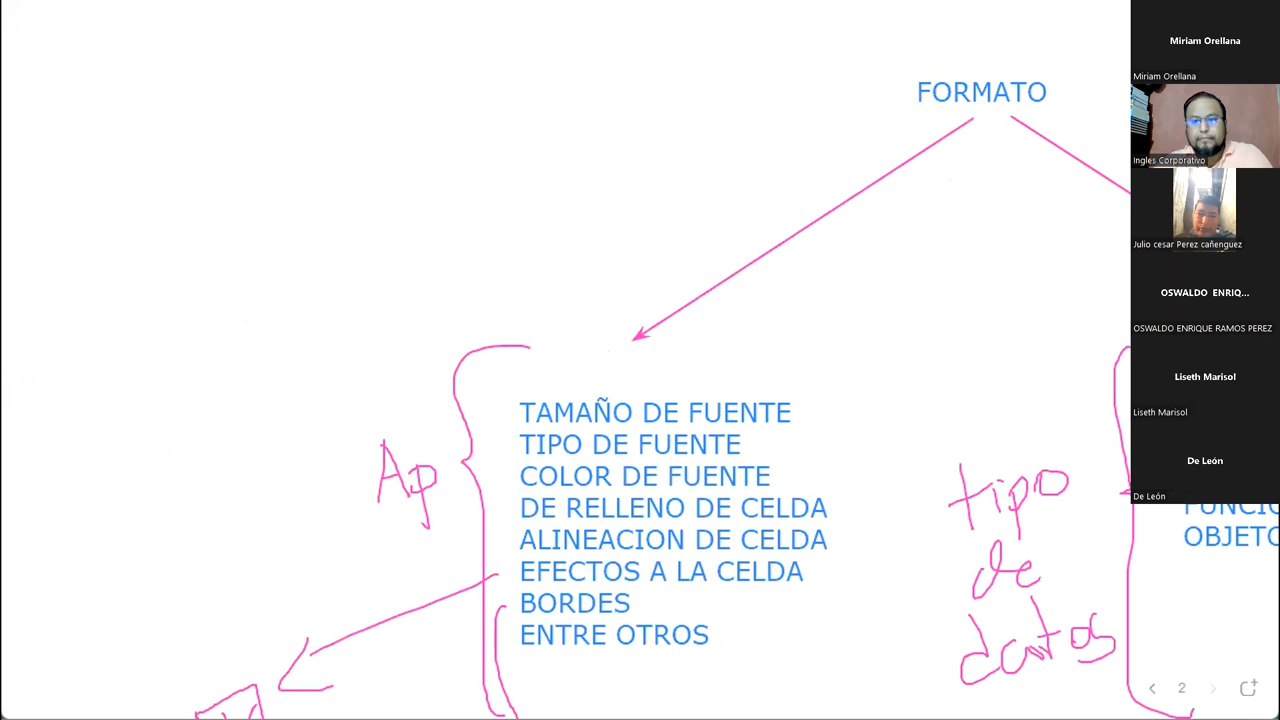 FORMATO
Miriam Orellana
Miriam Orellana
Ingles Corporativo
Julio cesar Perez cañenguez
OSWALDO ENRIQ...
OSWALDO ENRIQUE RAMOS PEREZ
Liseth Marisol
Liseth Marisol
De León
De León
Ap
TAMAÑO DE FUENTE
TIPO DE FUENTE
COLOR DE FUENTE
DE RELLENO DE CELDA
ALINEACION DE CELDA
EFECTOS A LA CELDA
BORDES
ENTRE OTROS
tipo
de
datos
FUNCIO
OBJETO
2